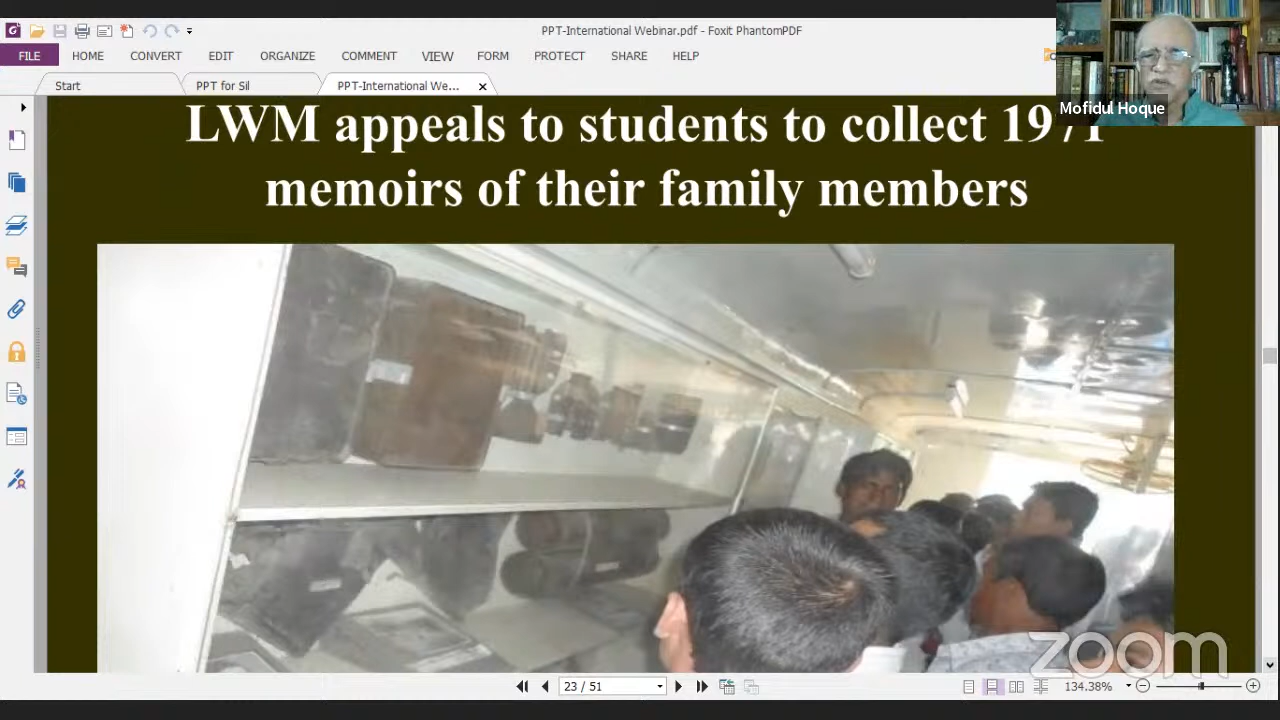 PPT-International Webinar.pdf - Foxit PhantomPDF
FILE HOME CONVERT EDIT ORGANIZE COMMENT VIEW FORM PROTECT SHARE HELP
Start PPT for Sil PPT-International We...
Mofidul Hoque
LWM appeals to students to collect 1971
memoirs of their family members
zoom
23 / 51
134.38%